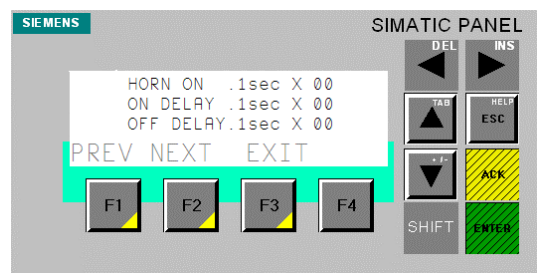 SIEMENS
SIMATIC PANEL
DEL
INS
HORN ON .1sec X 00
ON DELAY .1sec X 00
OFF DELAY.1sec X 00
PREV NEXT EXIT
TAB
HELP
ESC
+ / -
ACK
F1
F2
F3
F4
SHIFT
ENTER